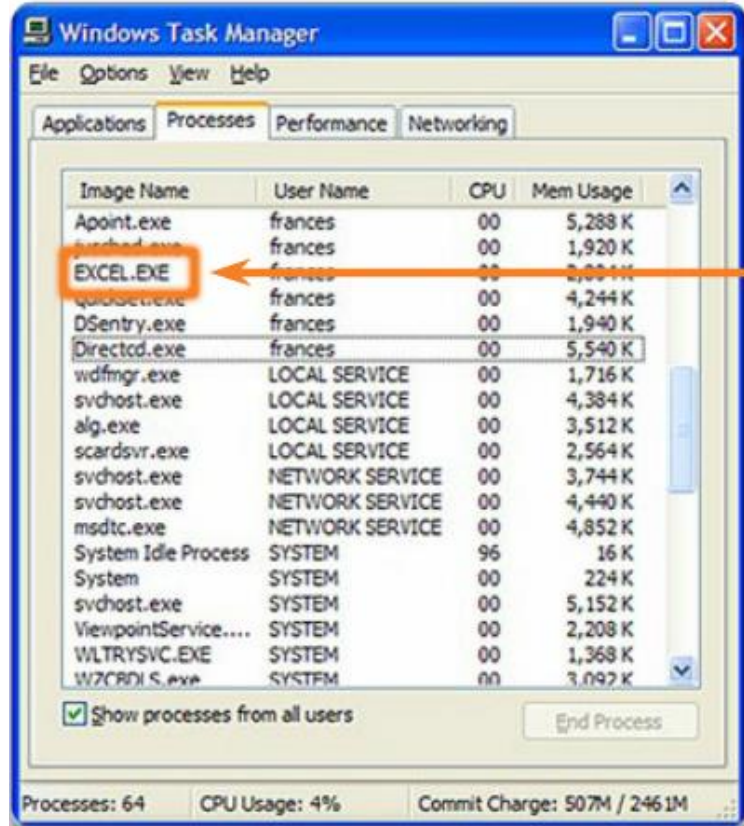 Windows Task Manager
File Options View Help
Applications Processes Performance Networking
Image Name User Name CPU Mem Usage
Apoint.exe frances 00 5,288 K
frances 00 1,920 K
EXCEL.EXE
frances 00 4,244 K
DSentry.exe frances 00 1,940 K
Directcd.exe frances 00 5,540 K
wdfmgr.exe LOCAL SERVICE 00 1,716 K
svchost.exe LOCAL SERVICE 00 4,384 K
alg.exe LOCAL SERVICE 00 3,512 K
scardsvr.exe LOCAL SERVICE 00 2,564 K
svchost.exe NETWORK SERVICE 00 3,744 K
svchost.exe NETWORK SERVICE 00 4,440 K
msdtc.exe NETWORK SERVICE 00 4,852 K
System Idle Process SYSTEM 96 16 K
System SYSTEM 00 224 K
svchost.exe SYSTEM 00 5,152 K
ViewpointService.... SYSTEM 00 2,208 K
WLTRYSVC.EXE SYSTEM 00 1,368 K
SYSTEM 00 3,092 K
Show processes from all users End Process
Processes: 64 CPU Usage: 4% Commit Charge: 507M / 2461M